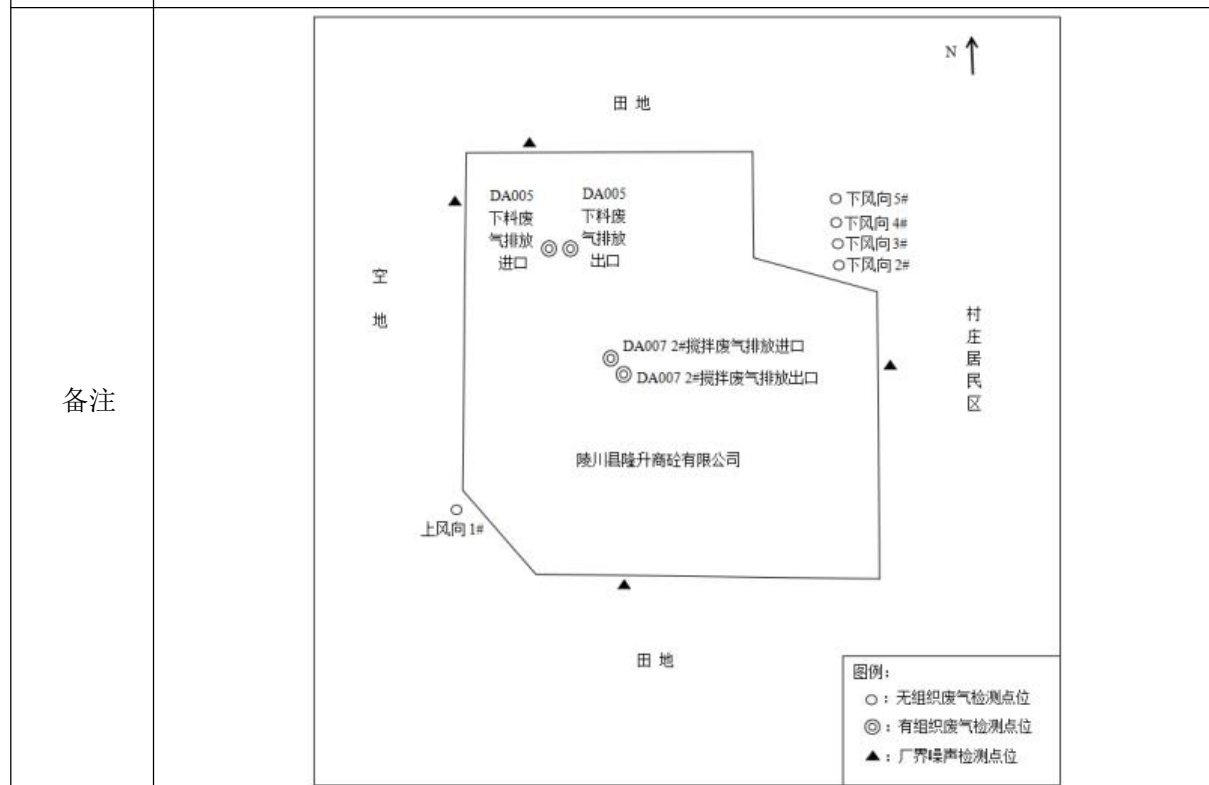 备注
N
田 地
DA005
下料废
气排放
进口
DA005
下料废
气排放
出口
下风向 5#
下风向 4#
下风向 3#
下风向 2#
空
地
村
庄
居
民
区
DA007 2#搅拌废气排放进口
DA007 2#搅拌废气排放出口
陵川县隆升商砼有限公司
上风向 1#
田 地
图例：
：无组织废气检测点位
：有组织废气检测点位
：厂界噪声检测点位